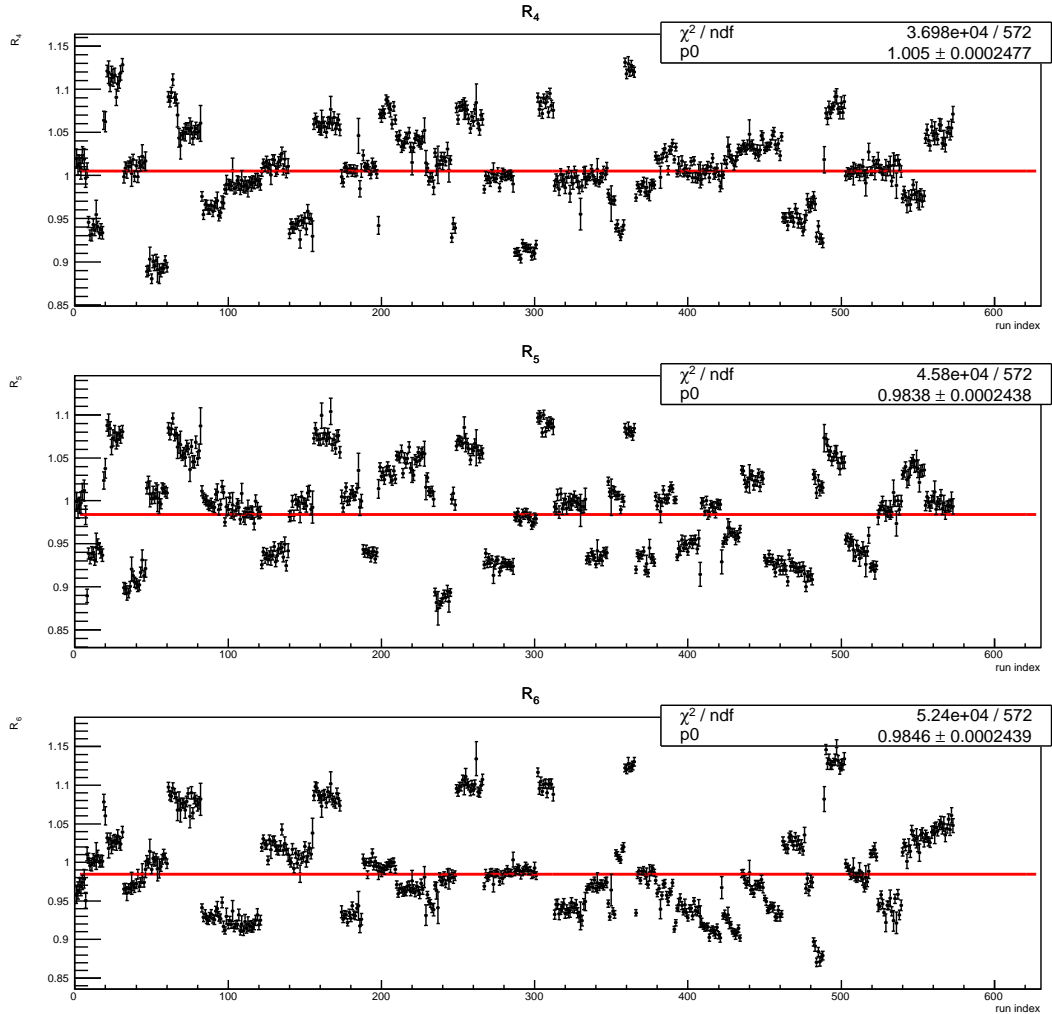 R4
χ² / ndf 3.698e+04 / 572
p0 1.005 ± 0.0002477
R4
1.15
1.1
1.05
1
0.95
0.9
0.85
0 100 200 300 400 500 600
run index
R5
χ² / ndf 4.58e+04 / 572
p0 0.9838 ± 0.0002438
R5
1.1
1.05
1
0.95
0.9
0.85
0 100 200 300 400 500 600
run index
R6
χ² / ndf 5.24e+04 / 572
p0 0.9846 ± 0.0002439
R6
1.15
1.1
1.05
1
0.95
0.9
0.85
0 100 200 300 400 500 600
run index